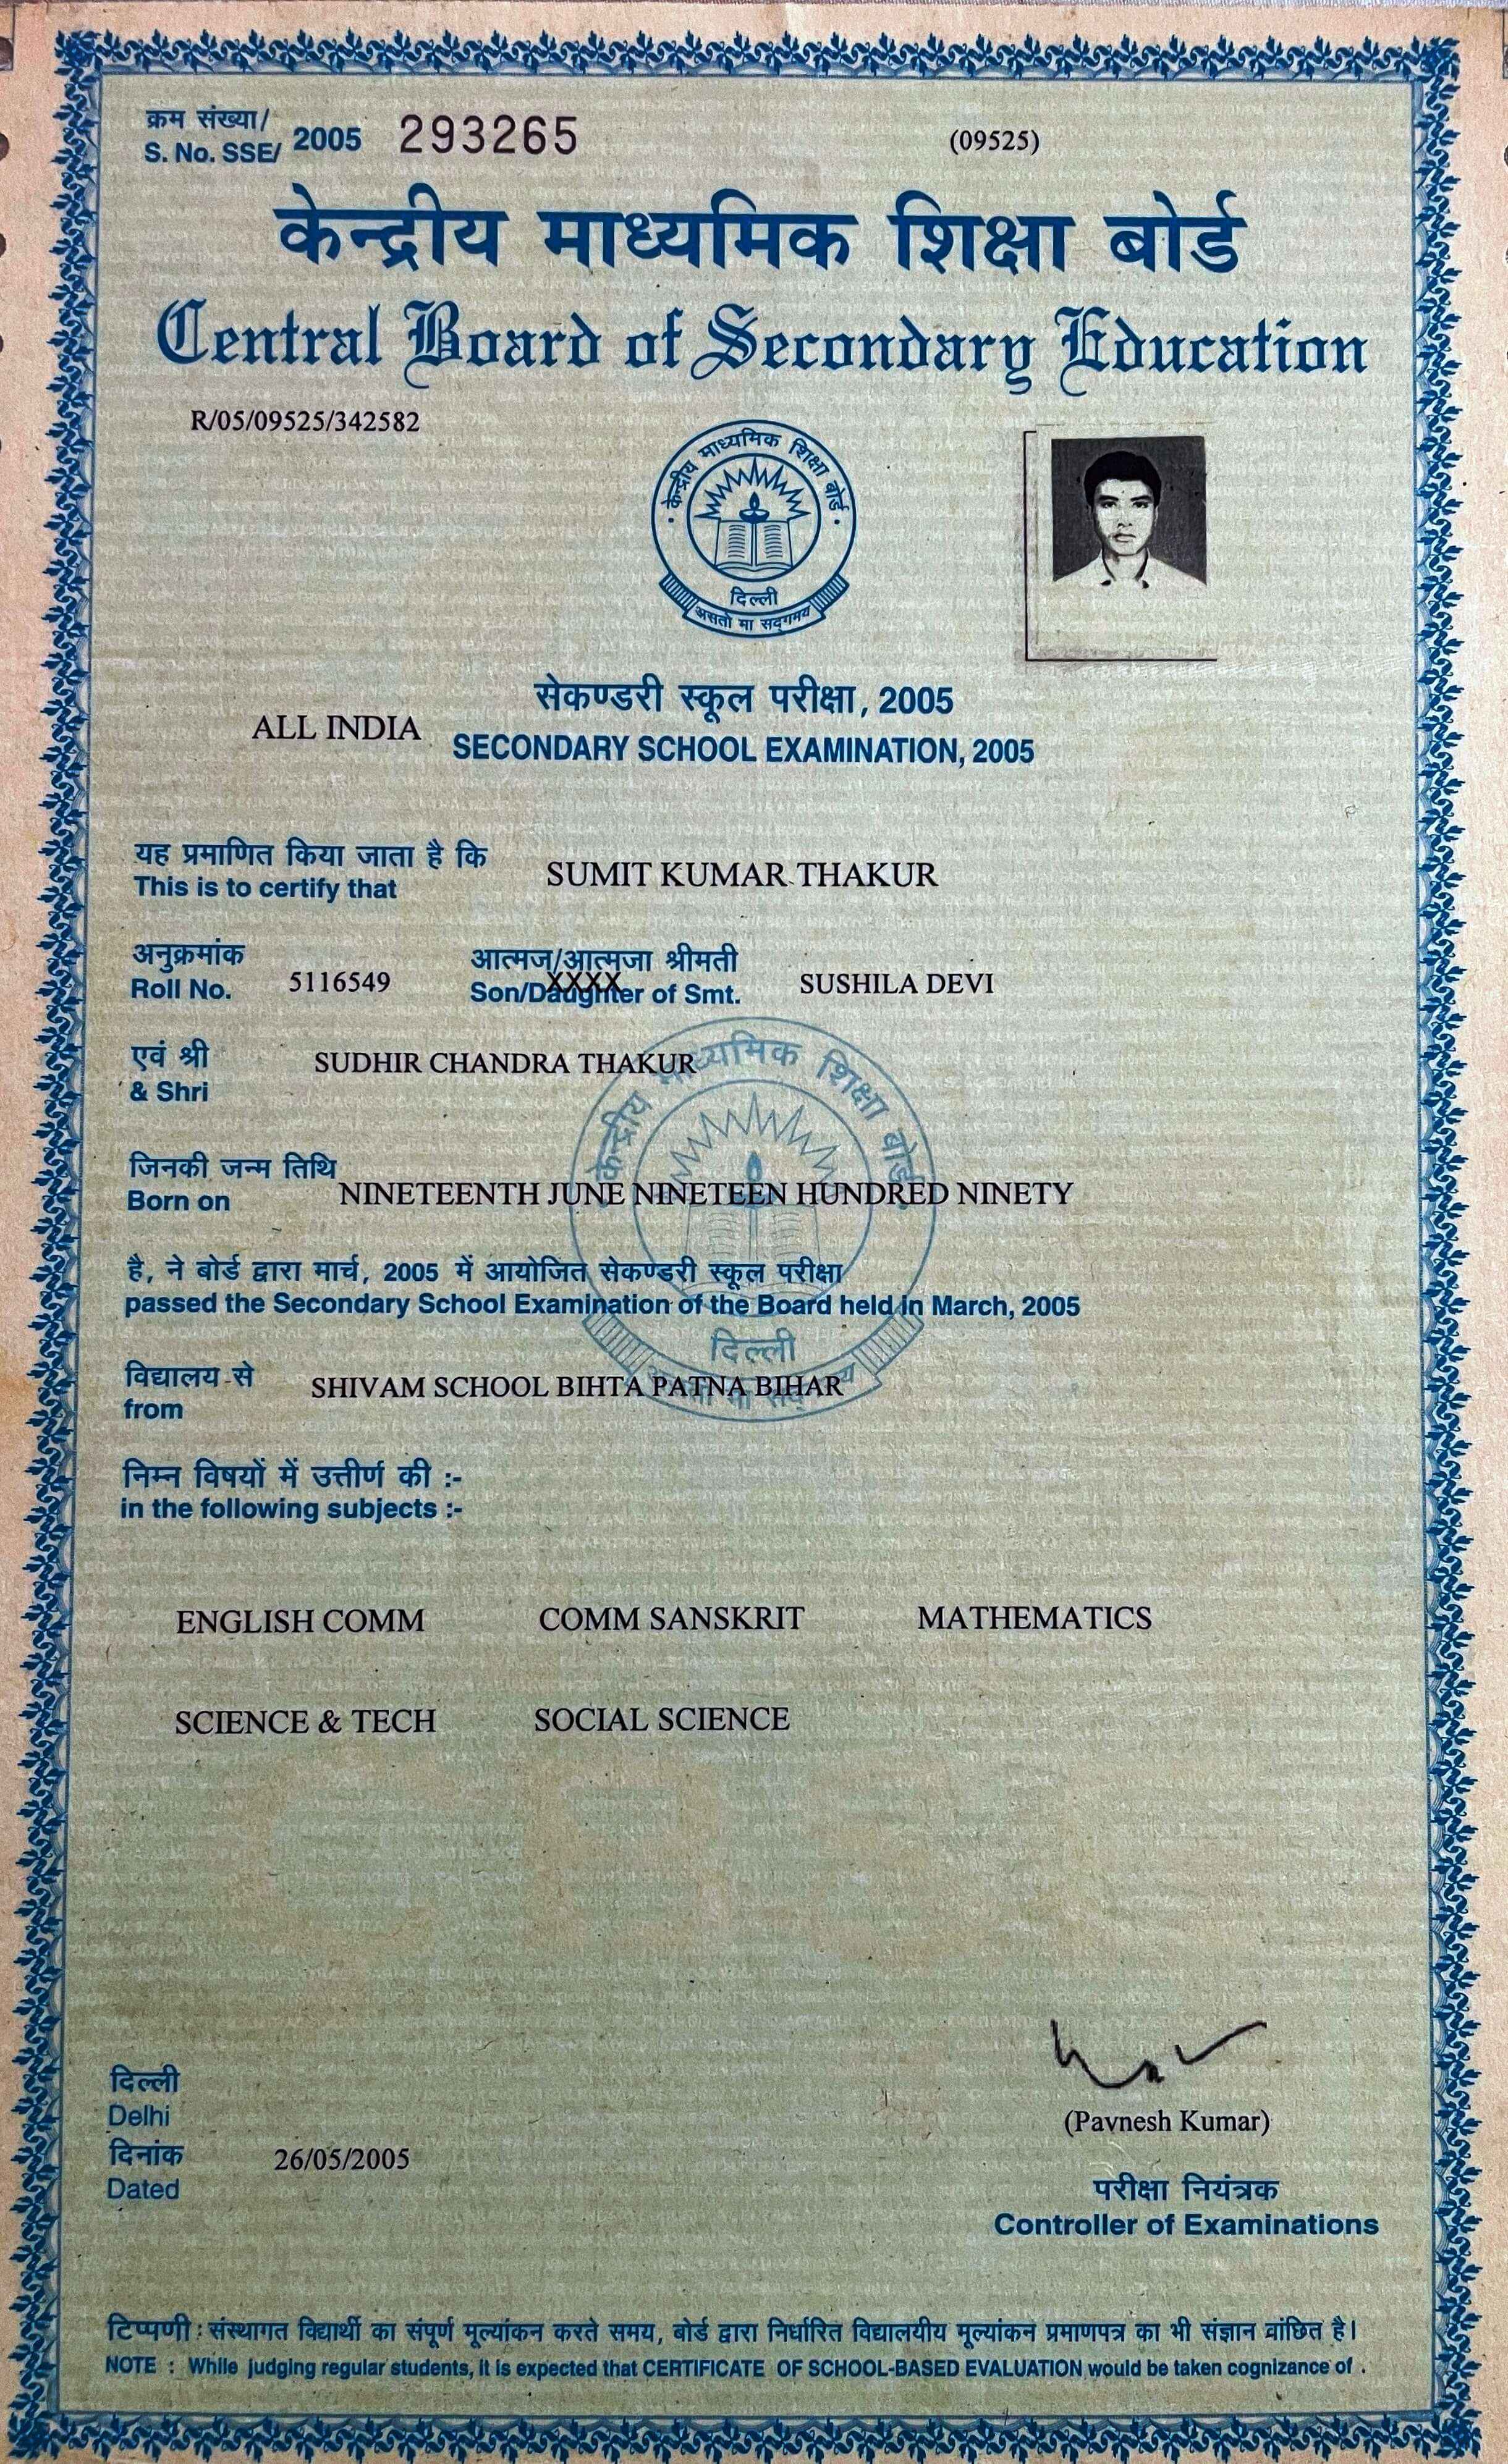 क्रम संख्या/
S. No. SSE/ 2005 293265 (09525)
केन्द्रीय माध्यमिक शिक्षा बोर्ड
Central Board of Secondary Education
R/05/09525/342582
केन्द्रीय माध्यमिक शिक्षा बोर्ड
दिल्ली
असतो मा सद्गमय
सेकण्डरी स्कूल परीक्षा, 2005
ALL INDIA SECONDARY SCHOOL EXAMINATION, 2005
यह प्रमाणित किया जाता है कि
This is to certify that SUMIT KUMAR THAKUR
अनुक्रमांक आत्मज/आत्मजा श्रीमती
Roll No. 5116549 Son/Daughter of Smt. SUSHILA DEVI
XXXX
एवं श्री
& Shri SUDHIR CHANDRA THAKUR
केन्द्रीय माध्यमिक शिक्षा बोर्ड
जिनकी जन्म तिथि
Born on NINETEENTH JUNE NINETEEN HUNDRED NINETY
है, ने बोर्ड द्वारा मार्च, 2005 में आयोजित सेकण्डरी स्कूल परीक्षा
passed the Secondary School Examination of the Board held in March, 2005
दिल्ली
विद्यालय से
from SHIVAM SCHOOL BIHTA PATNA BIHAR
निम्न विषयों में उत्तीर्ण की :-
in the following subjects :-
ENGLISH COMM COMM SANSKRIT MATHEMATICS
SCIENCE & TECH SOCIAL SCIENCE
दिल्ली
Delhi
(Pavnesh Kumar)
दिनांक
Dated 26/05/2005
परीक्षा नियंत्रक
Controller of Examinations
टिप्पणी : संस्थागत विद्यार्थी का संपूर्ण मूल्यांकन करते समय, बोर्ड द्वारा निर्धारित विद्यालयीय मूल्यांकन प्रमाणपत्र का भी संज्ञान वांछित है।
NOTE : While judging regular students, it is expected that CERTIFICATE OF SCHOOL-BASED EVALUATION would be taken cognizance of .